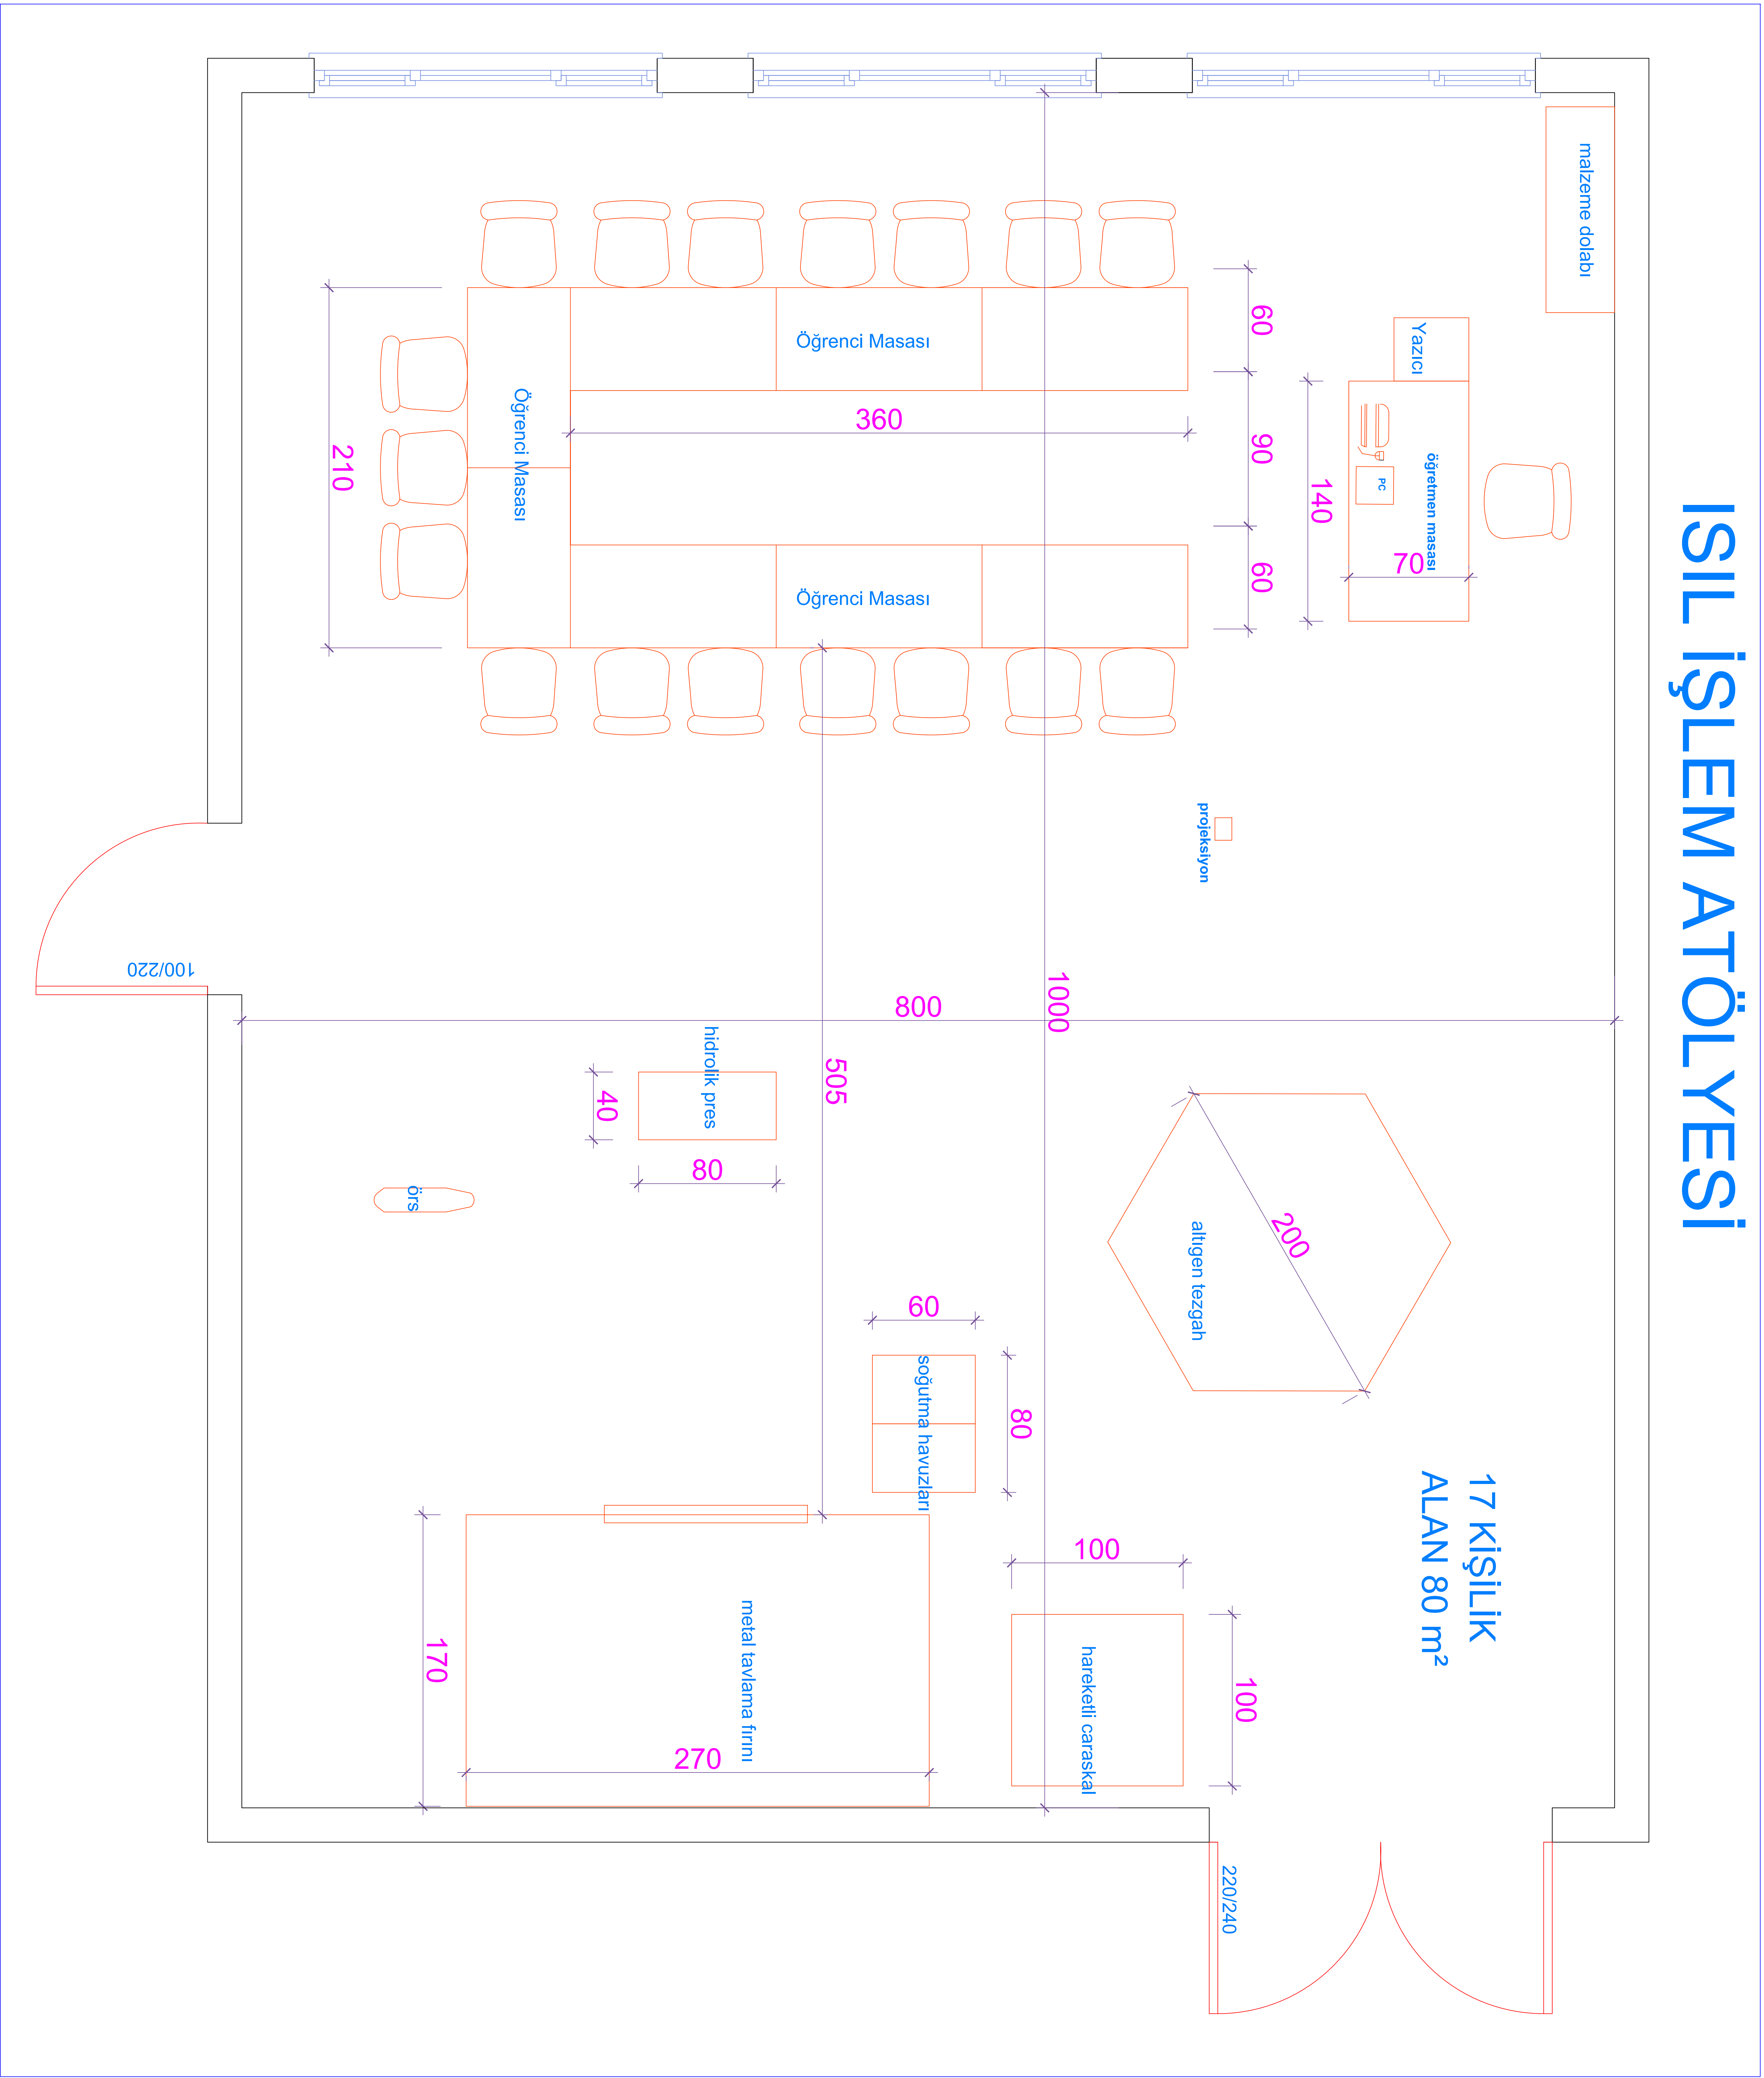 ISIL İŞLEM ATÖLYESİ
malzeme dolabı
Yazıcı
öğretmen masası
PC
140
70
60
90
60
Öğrenci Masası
360
Öğrenci Masası
210
Öğrenci Masası
projeksiyon
100/220
800
1000
505
hidrolik pres
40
80
örs
altıgen tezgah
200
60
soğutma havuzları
80
17 KİŞİLİK
ALAN 80 m²
100
hareketli caraskal
100
metal tavlama fırını
170
270
220/240